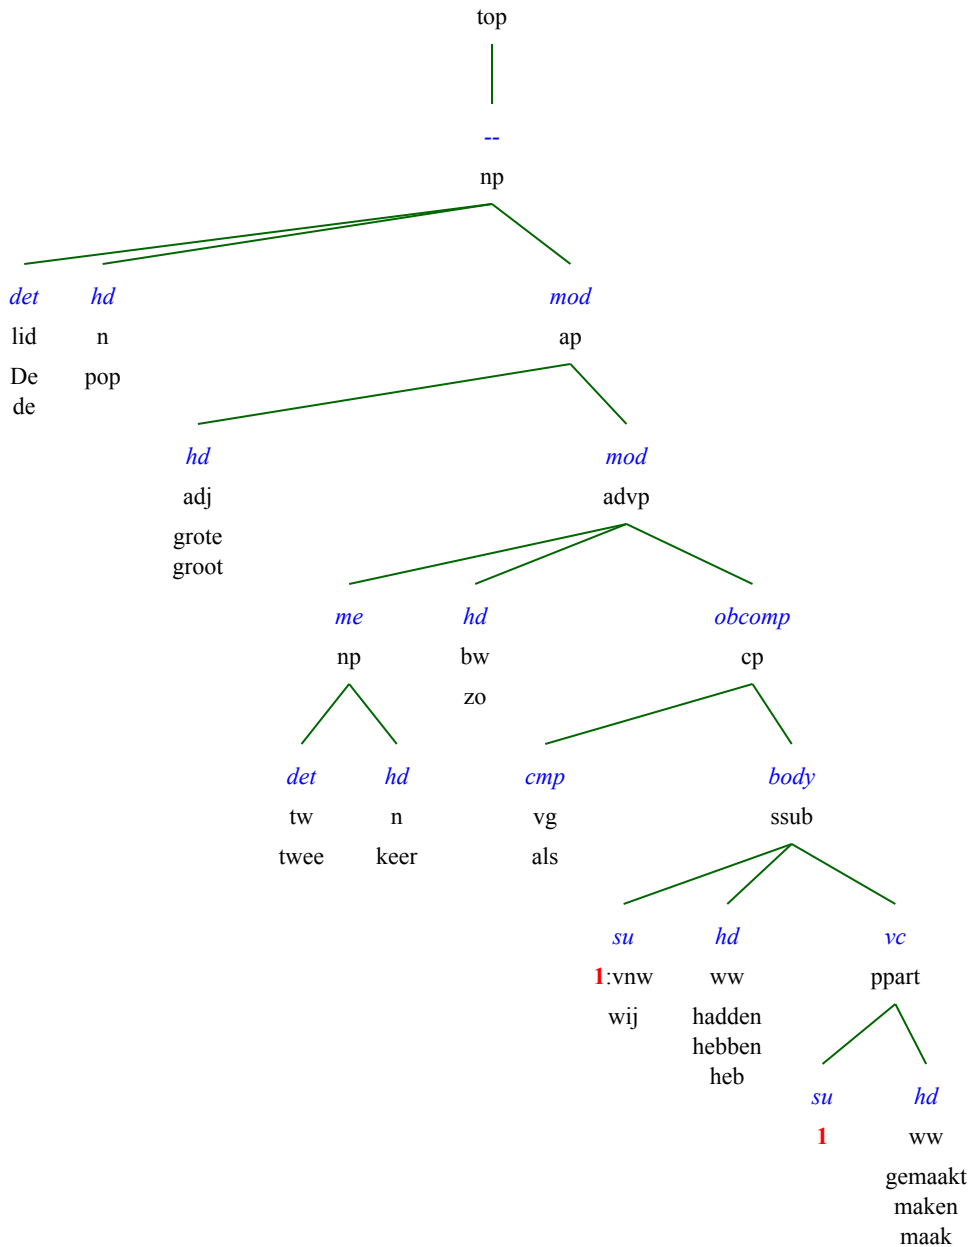 top
--
np
det hd mod
lid n ap
De pop
de
hd mod
adj advp
grote
groot
me hd obcomp
np bw cp
zo
det hd cmp body
tw n vg ssub
twee keer als
su hd vc
1:vnw ww ppart
wij hadden
hebben
heb
su hd
1 ww
gemaakt
maken
maak